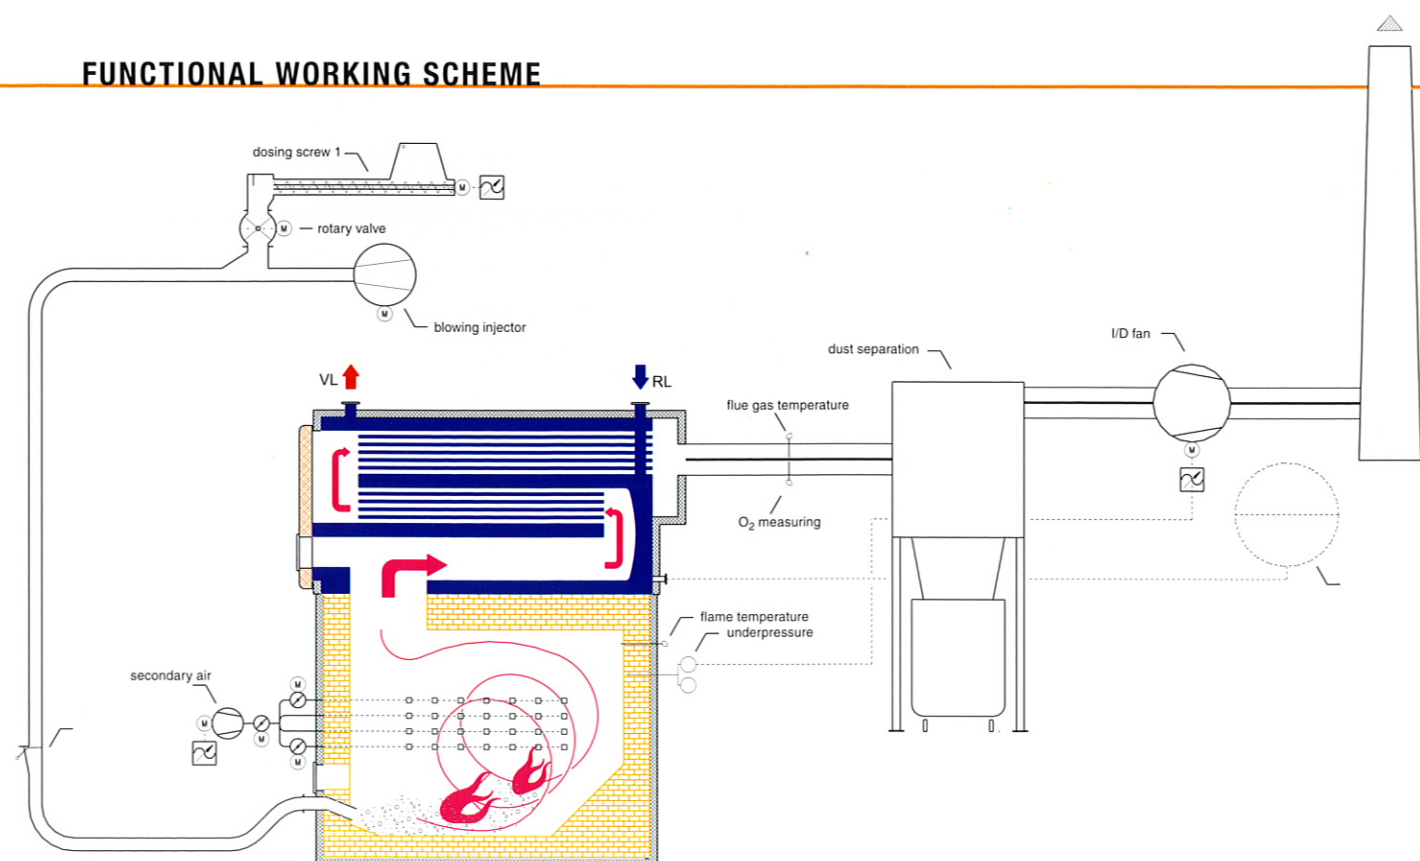 FUNCTIONAL WORKING SCHEME
dosing screw 1
M
M
rotary valve
M
blowing injector
I/D fan
dust separation
VL
RL
flue gas temperature
M
O2 measuring
flame temperature
underpressure
secondary air
M
M
M
M